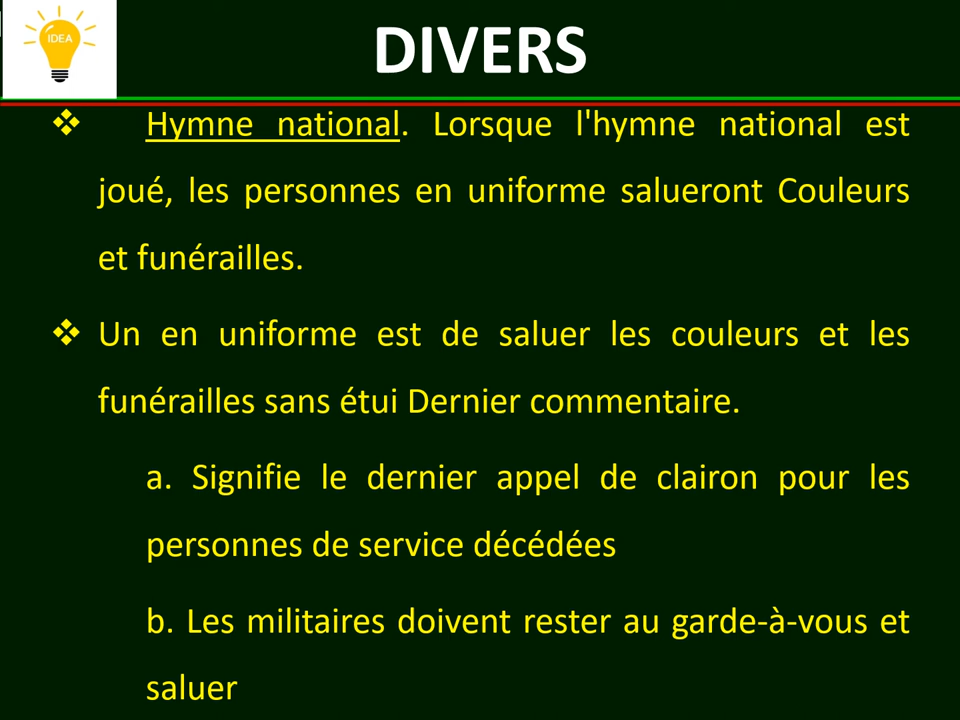 IDEA
DIVERS
❖ Hymne national. Lorsque l'hymne national est
joué, les personnes en uniforme salueront Couleurs
et funérailles.
❖ Un en uniforme est de saluer les couleurs et les
funérailles sans étui Dernier commentaire.
a. Signifie le dernier appel de clairon pour les
personnes de service décédées
b. Les militaires doivent rester au garde-à-vous et
saluer